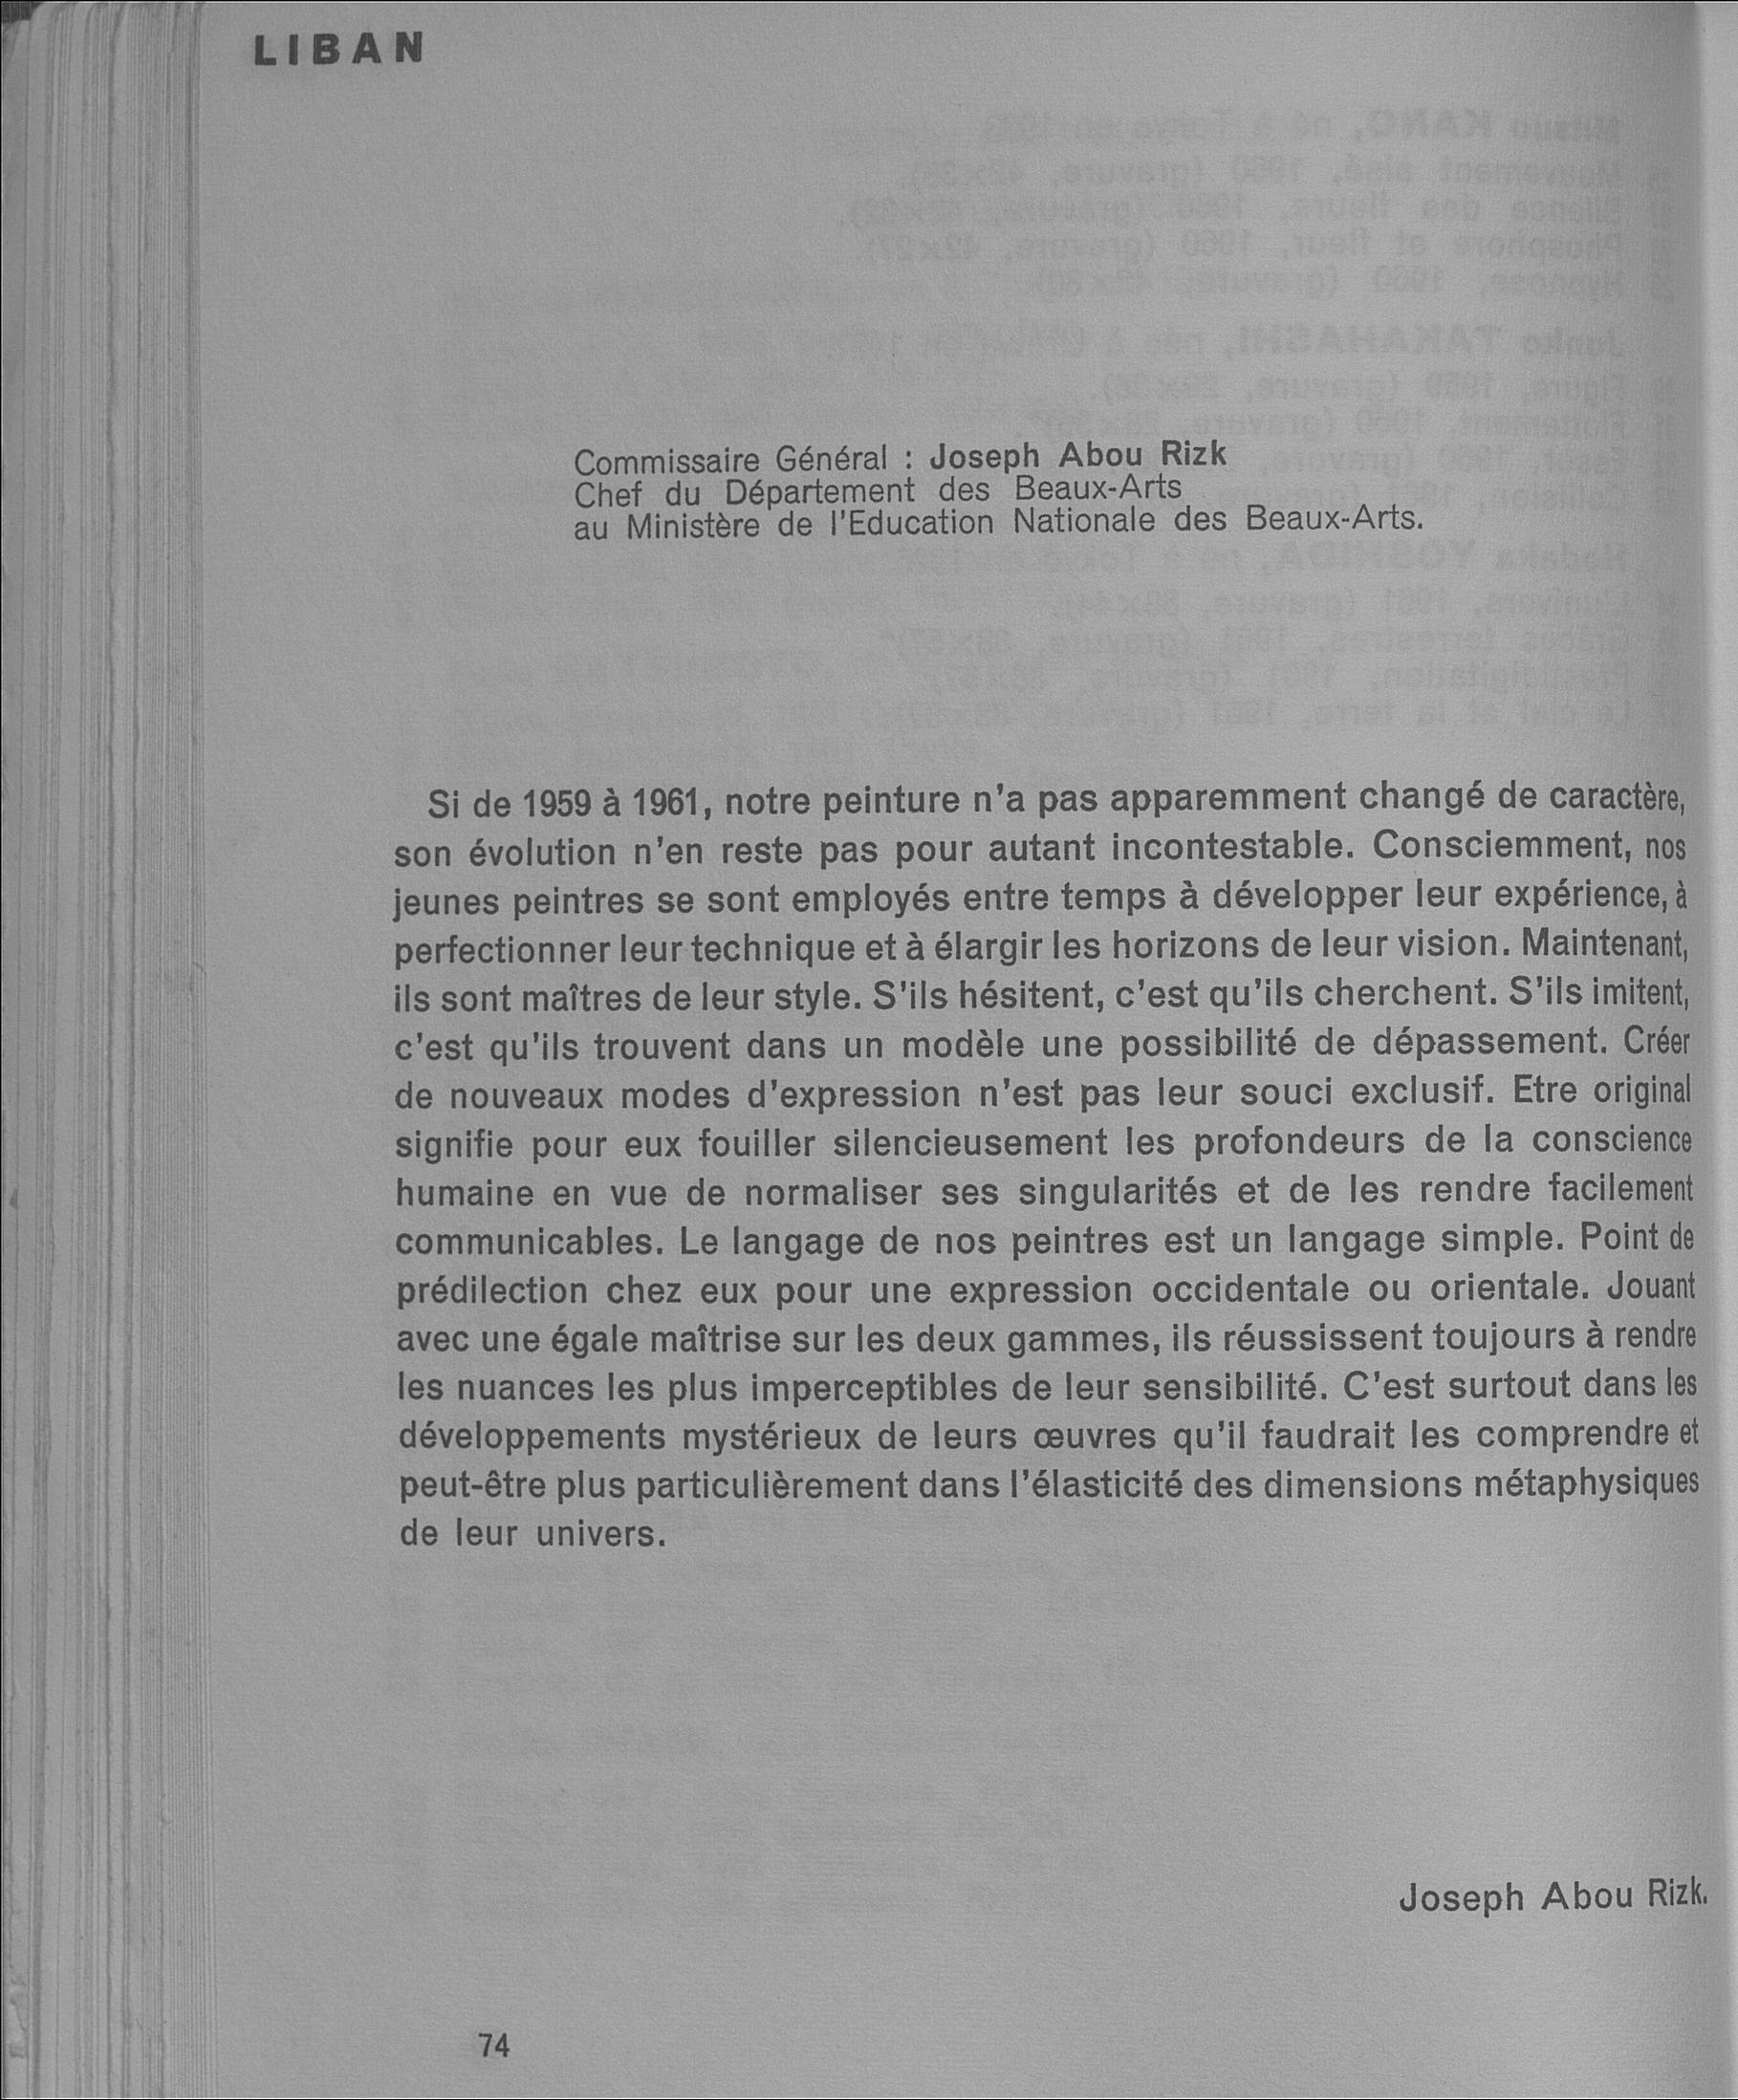 LIBAN
Commissaire Général : Joseph Abou Rizk
Chef du Département des Beaux-Arts
au Ministère de l'Education Nationale des Beaux-Arts.
Si de 1959 à 1961, notre peinture n'a pas apparemment changé de caractère,
son évolution n'en reste pas pour autant incontestable. Consciemment, nos
jeunes peintres se sont employés entre temps à développer leur expérience, à
perfectionner leur technique et à élargir les horizons de leur vision. Maintenant,
ils sont maîtres de leur style. S'ils hésitent, c'est qu'ils cherchent. S'ils imitent,
c'est qu'ils trouvent dans un modèle une possibilité de dépassement. Créer
de nouveaux modes d'expression n'est pas leur souci exclusif. Etre original
signifie pour eux fouiller silencieusement les profondeurs de la conscience
humaine en vue de normaliser ses singularités et de les rendre facilement
communicables. Le langage de nos peintres est un langage simple. Point de
prédilection chez eux pour une expression occidentale ou orientale. Jouant
avec une égale maîtrise sur les deux gammes, ils réussissent toujours à rendre
les nuances les plus imperceptibles de leur sensibilité. C'est surtout dans les
développements mystérieux de leurs œuvres qu'il faudrait les comprendre et
peut-être plus particulièrement dans l'élasticité des dimensions métaphysiques
de leur univers.
Joseph Abou Rizk.
74